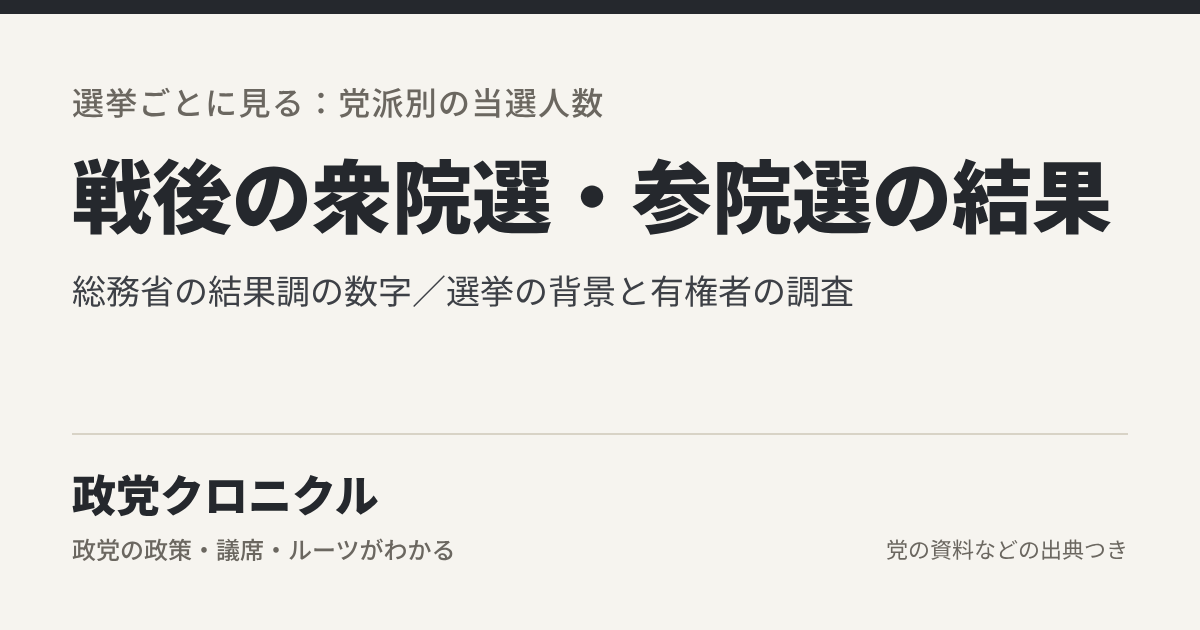 選挙ごとに見る：党派別の当選人数
戦後の衆院選・参院選の結果
総務省の結果調の数字／選挙の背景と有権者の調査
政党クロニクル
政党の政策・議席・ルーツがわかる
党の資料などの出典つき